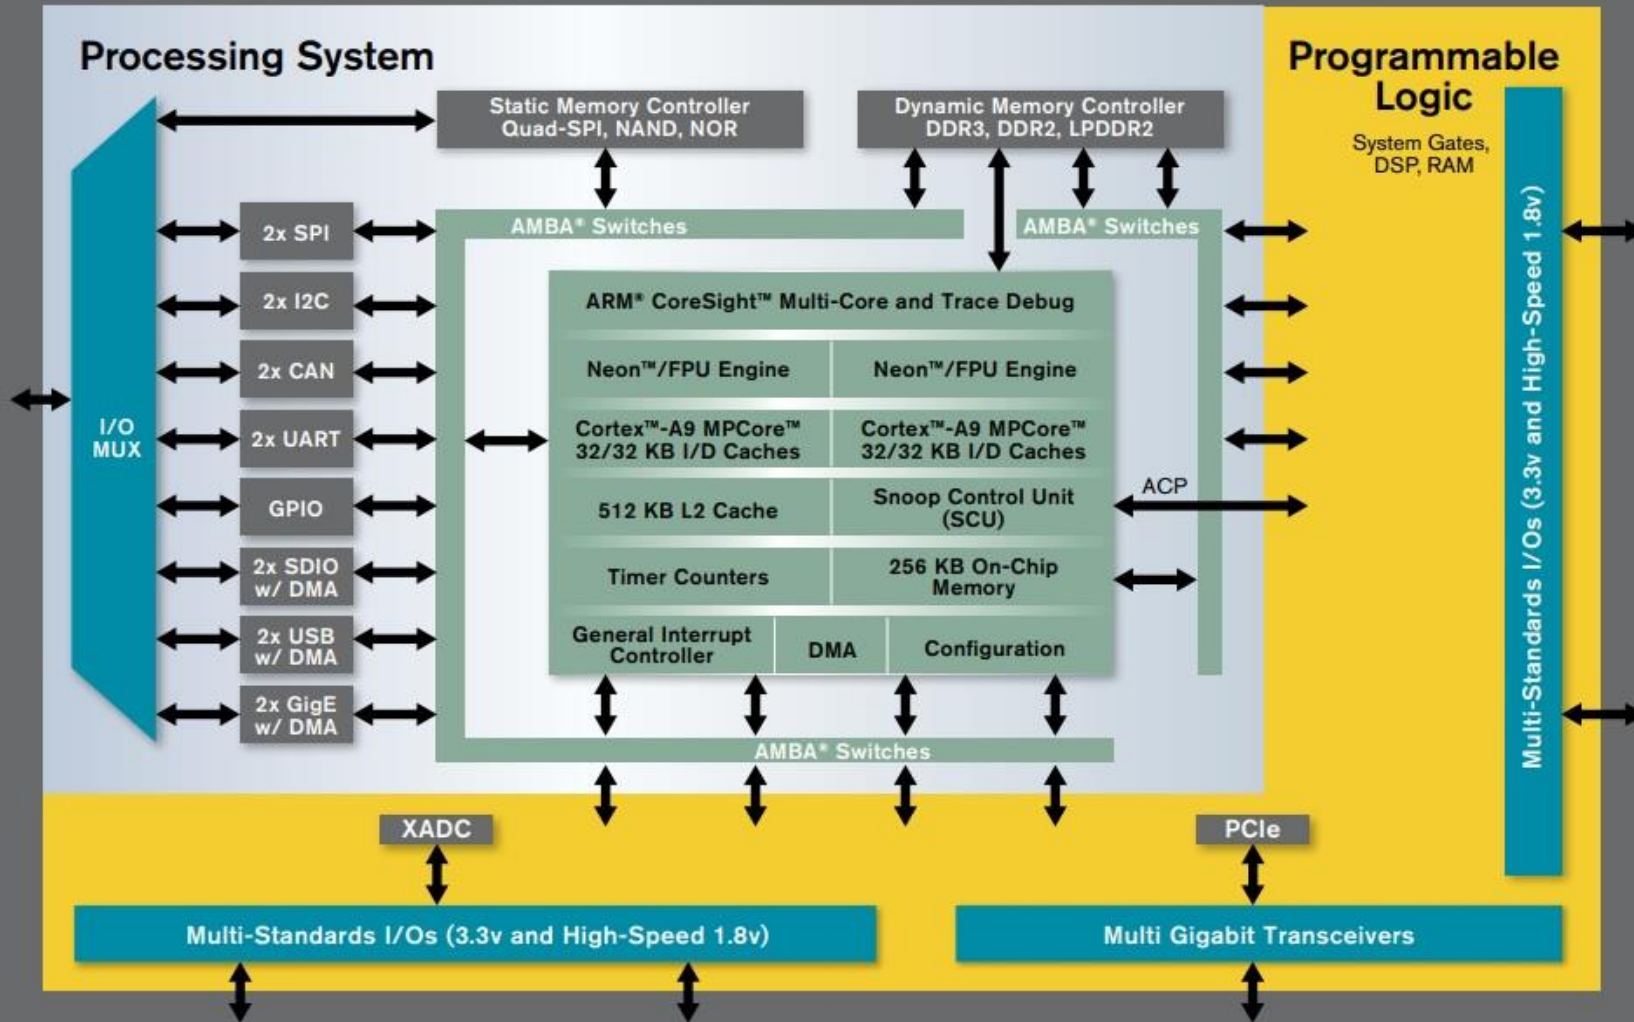 Processing System
Programmable
Logic
System Gates,
DSP, RAM
Static Memory Controller
Quad-SPI, NAND, NOR
Dynamic Memory Controller
DDR3, DDR2, LPDDR2
AMBA® Switches
AMBA® Switches
I/O
MUX
2x SPI
2x I2C
2x CAN
2x UART
GPIO
2x SDIO
w/ DMA
2x USB
w/ DMA
2x GigE
w/ DMA
ARM® CoreSight™ Multi-Core and Trace Debug
Neon™/FPU Engine
Neon™/FPU Engine
Cortex™-A9 MPCore™
32/32 KB I/D Caches
Cortex™-A9 MPCore™
32/32 KB I/D Caches
512 KB L2 Cache
Snoop Control Unit
(SCU)
ACP
Timer Counters
256 KB On-Chip
Memory
General Interrupt
Controller
DMA
Configuration
AMBA® Switches
Multi-Standards I/Os (3.3v and High-Speed 1.8v)
XADC
PCIe
Multi-Standards I/Os (3.3v and High-Speed 1.8v)
Multi Gigabit Transceivers